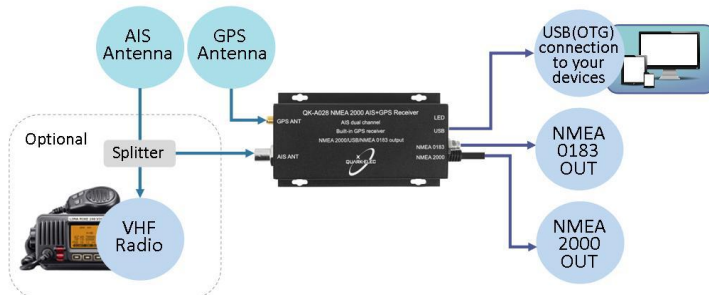 AIS
Antenna
GPS
Antenna
USB(OTG)
connection
to your
devices
Optional
Splitter
VHF
Radio
QK-A028 NMEA 2000 AIS+GPS Receiver
AIS dual channel
Built-in GPS receiver
NMEA 2000/USB/NMEA 0183 output
GPS ANT
AIS ANT
LED
USB
NMEA 0183
NMEA 2000
QUARK-ELEC
NMEA
0183
OUT
NMEA
2000
OUT